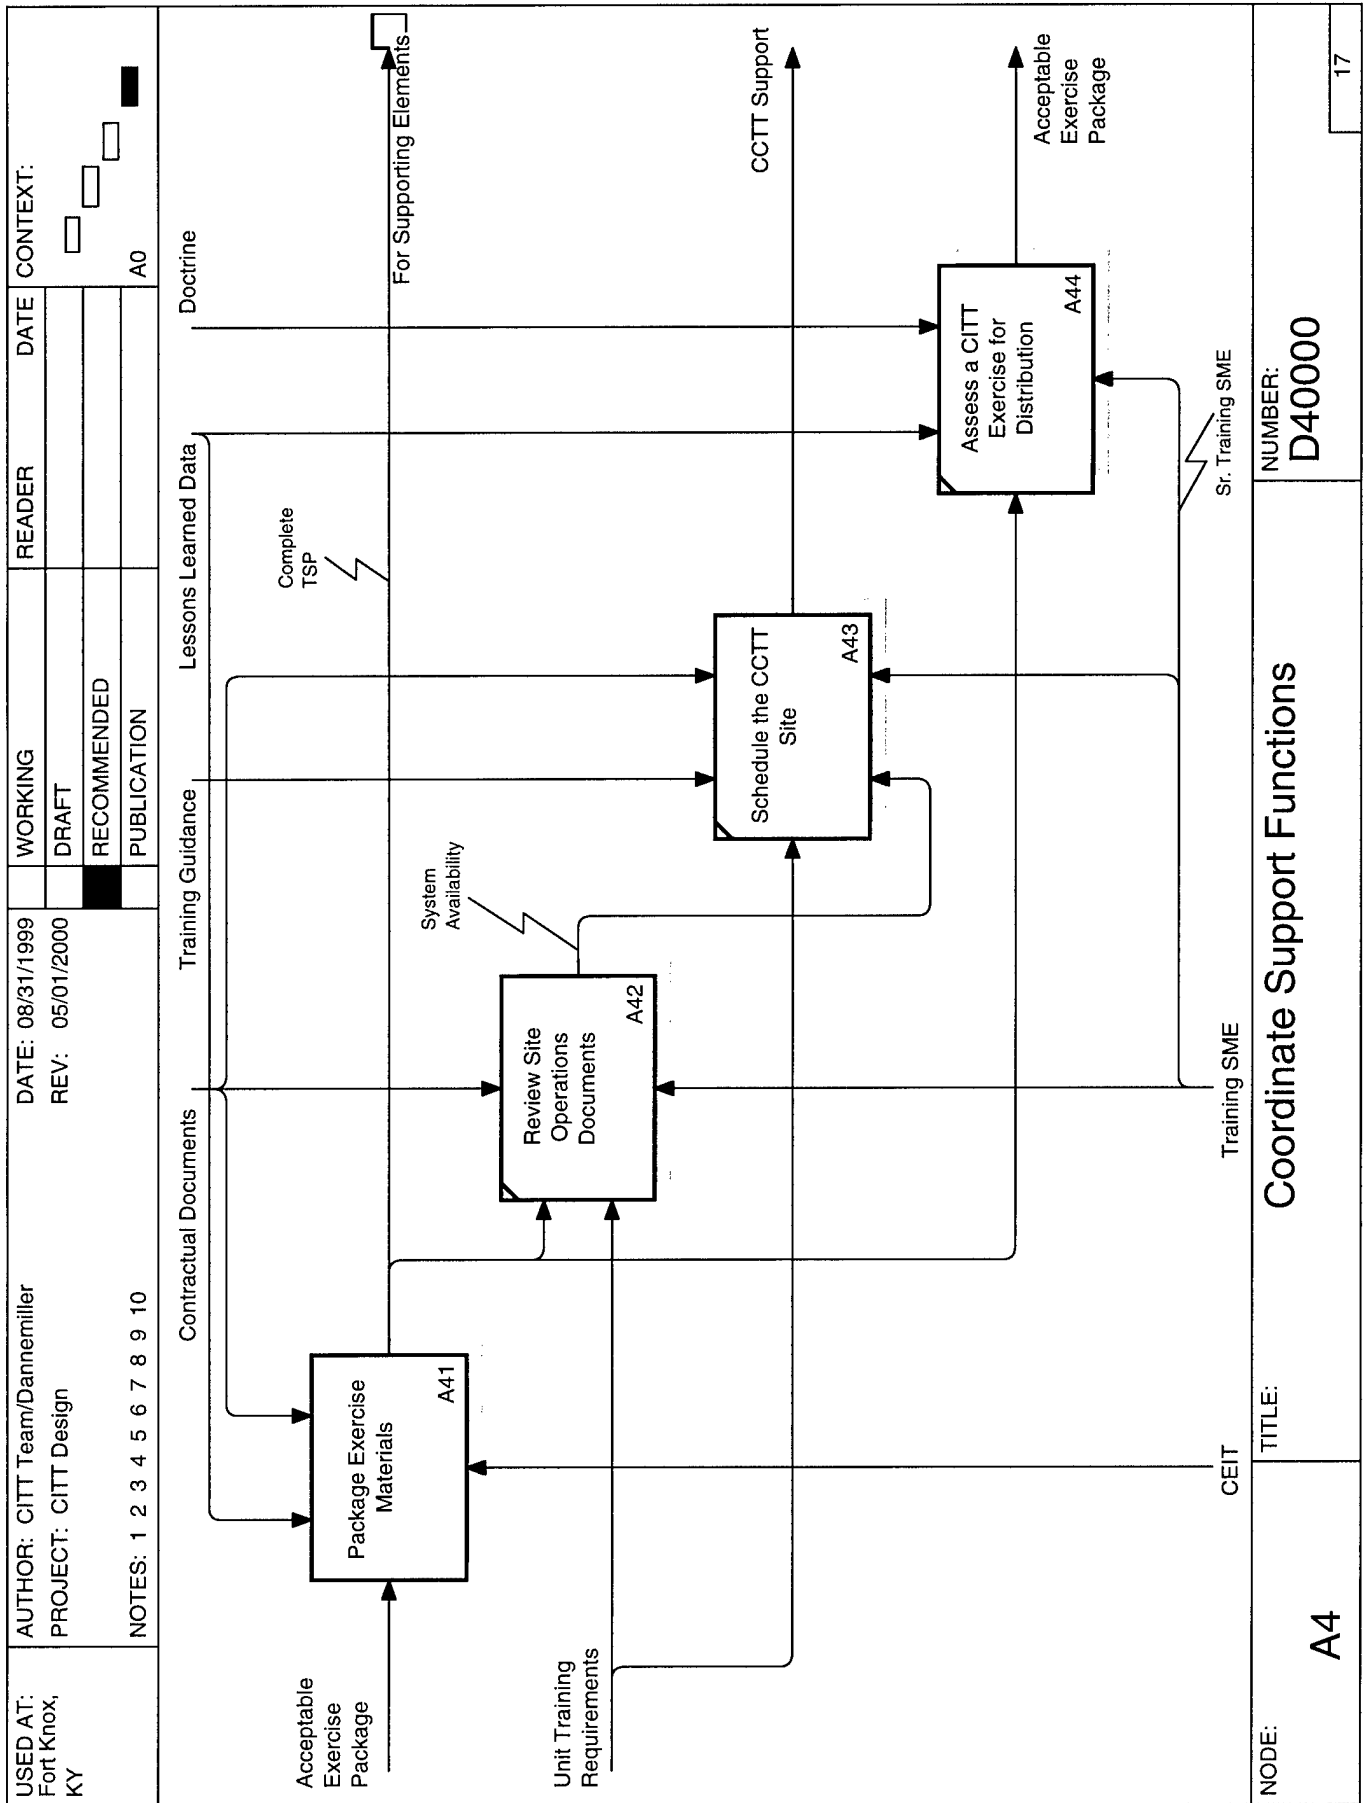 USED AT:
Fort Knox,
KY
AUTHOR: CITT Team/Dannemiller
PROJECT: CITT Design
NOTES: 1 2 3 4 5 6 7 8 9 10
DATE: 08/31/1999
REV: 05/01/2000
WORKING
DRAFT
RECOMMENDED
PUBLICATION
READER
DATE
CONTEXT:
A0
Contractual Documents
Training Guidance
Lessons Learned Data
Doctrine
Acceptable
Exercise
Package
Package Exercise
Materials
A41
Complete
TSP
For Supporting Elements
Unit Training
Requirements
Review Site
Operations
Documents
A42
System
Availability
Schedule the CCTT
Site
A43
CCTT Support
Assess a CITT
Exercise for
Distribution
A44
Acceptable
Exercise
Package
CEIT
Training SME
Sr. Training SME
NODE:
A4
TITLE:
Coordinate Support Functions
NUMBER:
D40000
17